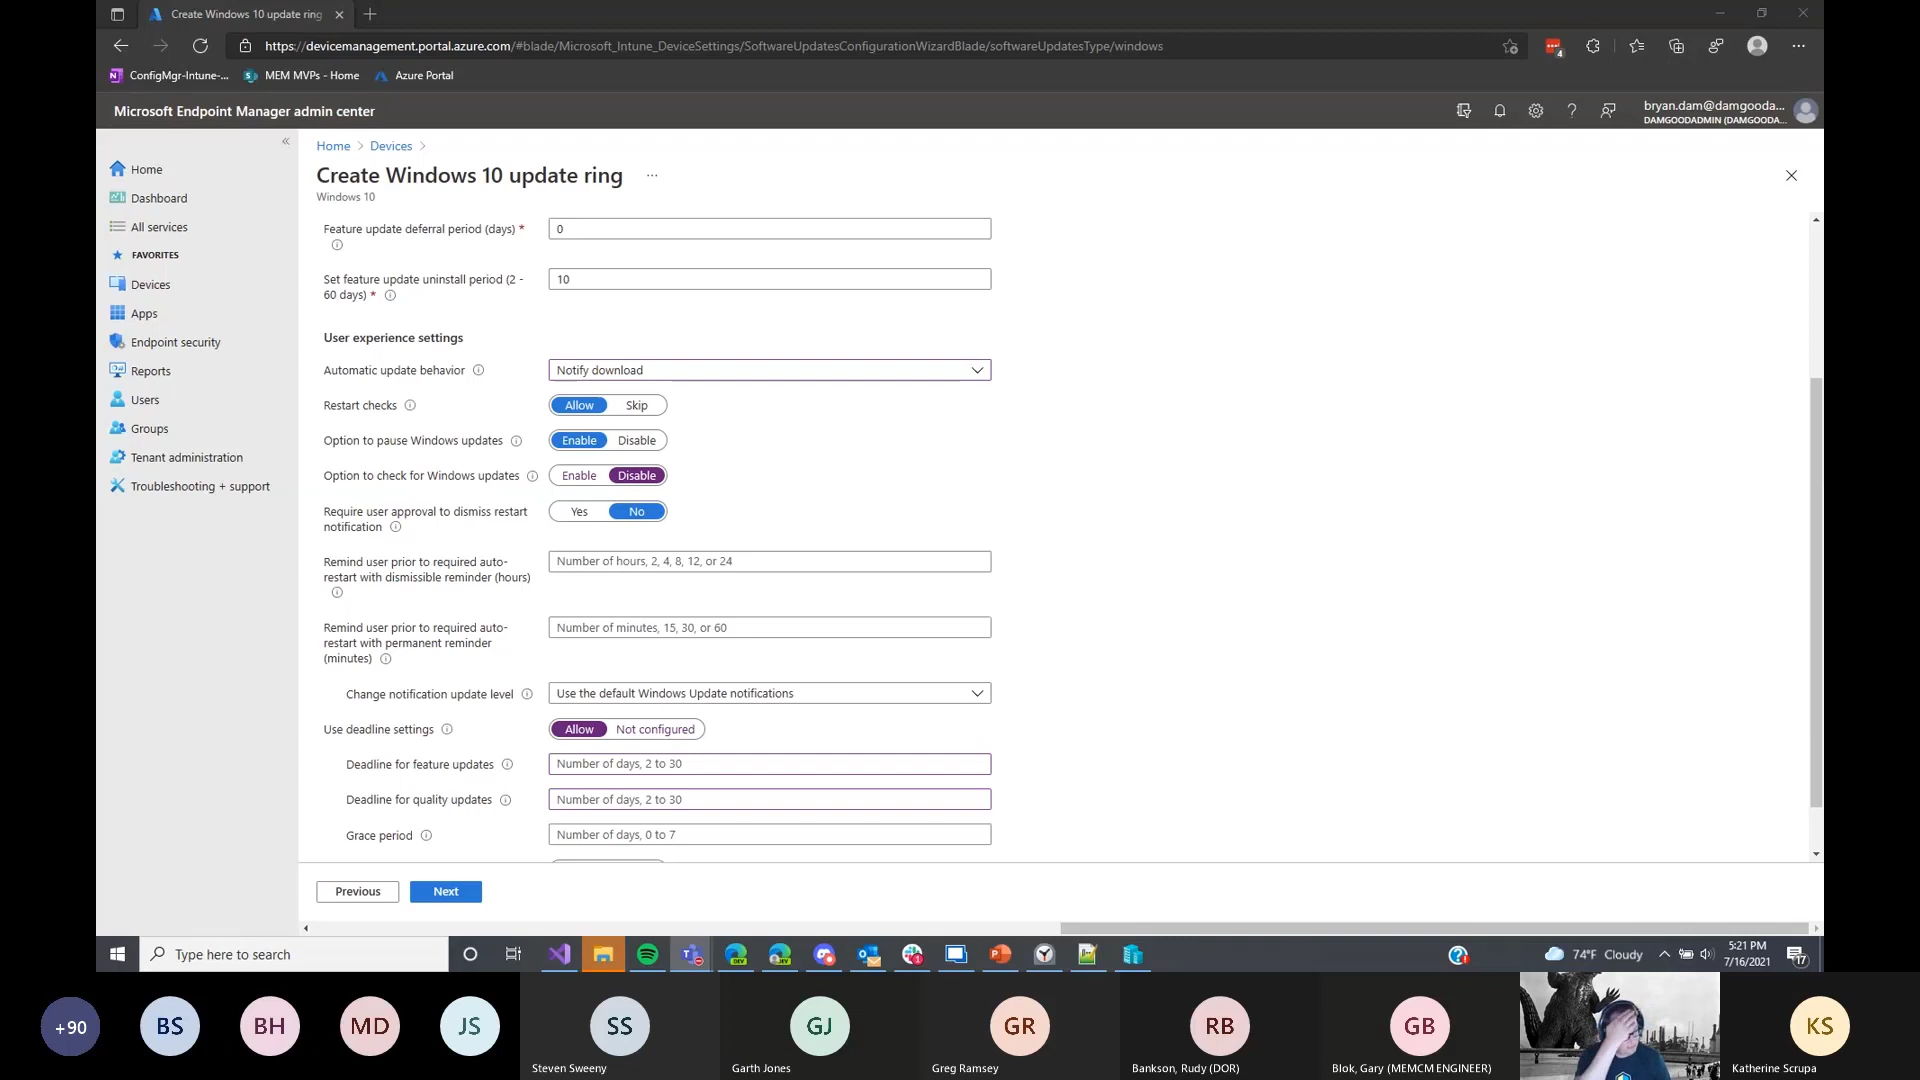 Create Windows 10 update ring
https://devicemanagement.portal.azure.com/#blade/Microsoft_Intune_DeviceSettings/SoftwareUpdatesConfigurationWizardBlade/softwareUpdatesType/windows
4
ConfigMgr-Intune-...
MEM MVPs - Home
Azure Portal
Microsoft Endpoint Manager admin center
bryan.dam@damgooda...
DAMGOODADMIN (DAMGOODA...
Home
Dashboard
All services
FAVORITES
Devices
Apps
Endpoint security
Reports
Users
Groups
Tenant administration
Troubleshooting + support
Home > Devices >
Create Windows 10 update ring ...
Windows 10
Feature update deferral period (days) *
0
Set feature update uninstall period (2 -
60 days) *
10
User experience settings
Automatic update behavior
Notify download
Restart checks
Allow Skip
Option to pause Windows updates
Enable Disable
Option to check for Windows updates
Enable Disable
Require user approval to dismiss restart
notification
Yes No
Remind user prior to required auto-
restart with dismissible reminder (hours)
Number of hours, 2, 4, 8, 12, or 24
Remind user prior to required auto-
restart with permanent reminder
(minutes)
Number of minutes, 15, 30, or 60
Change notification update level
Use the default Windows Update notifications
Use deadline settings
Allow Not configured
Deadline for feature updates
Number of days, 2 to 30
Deadline for quality updates
Number of days, 2 to 30
Grace period
Number of days, 0 to 7
Previous
Next
Type here to search
74°F Cloudy
5:21 PM
7/16/2021
17
+90
BS
BH
MD
JS
SS
Steven Sweeny
GJ
Garth Jones
GR
Greg Ramsey
RB
Bankson, Rudy (DOR)
GB
Blok, Gary (MEMCM ENGINEER)
KS
Katherine Scrupa